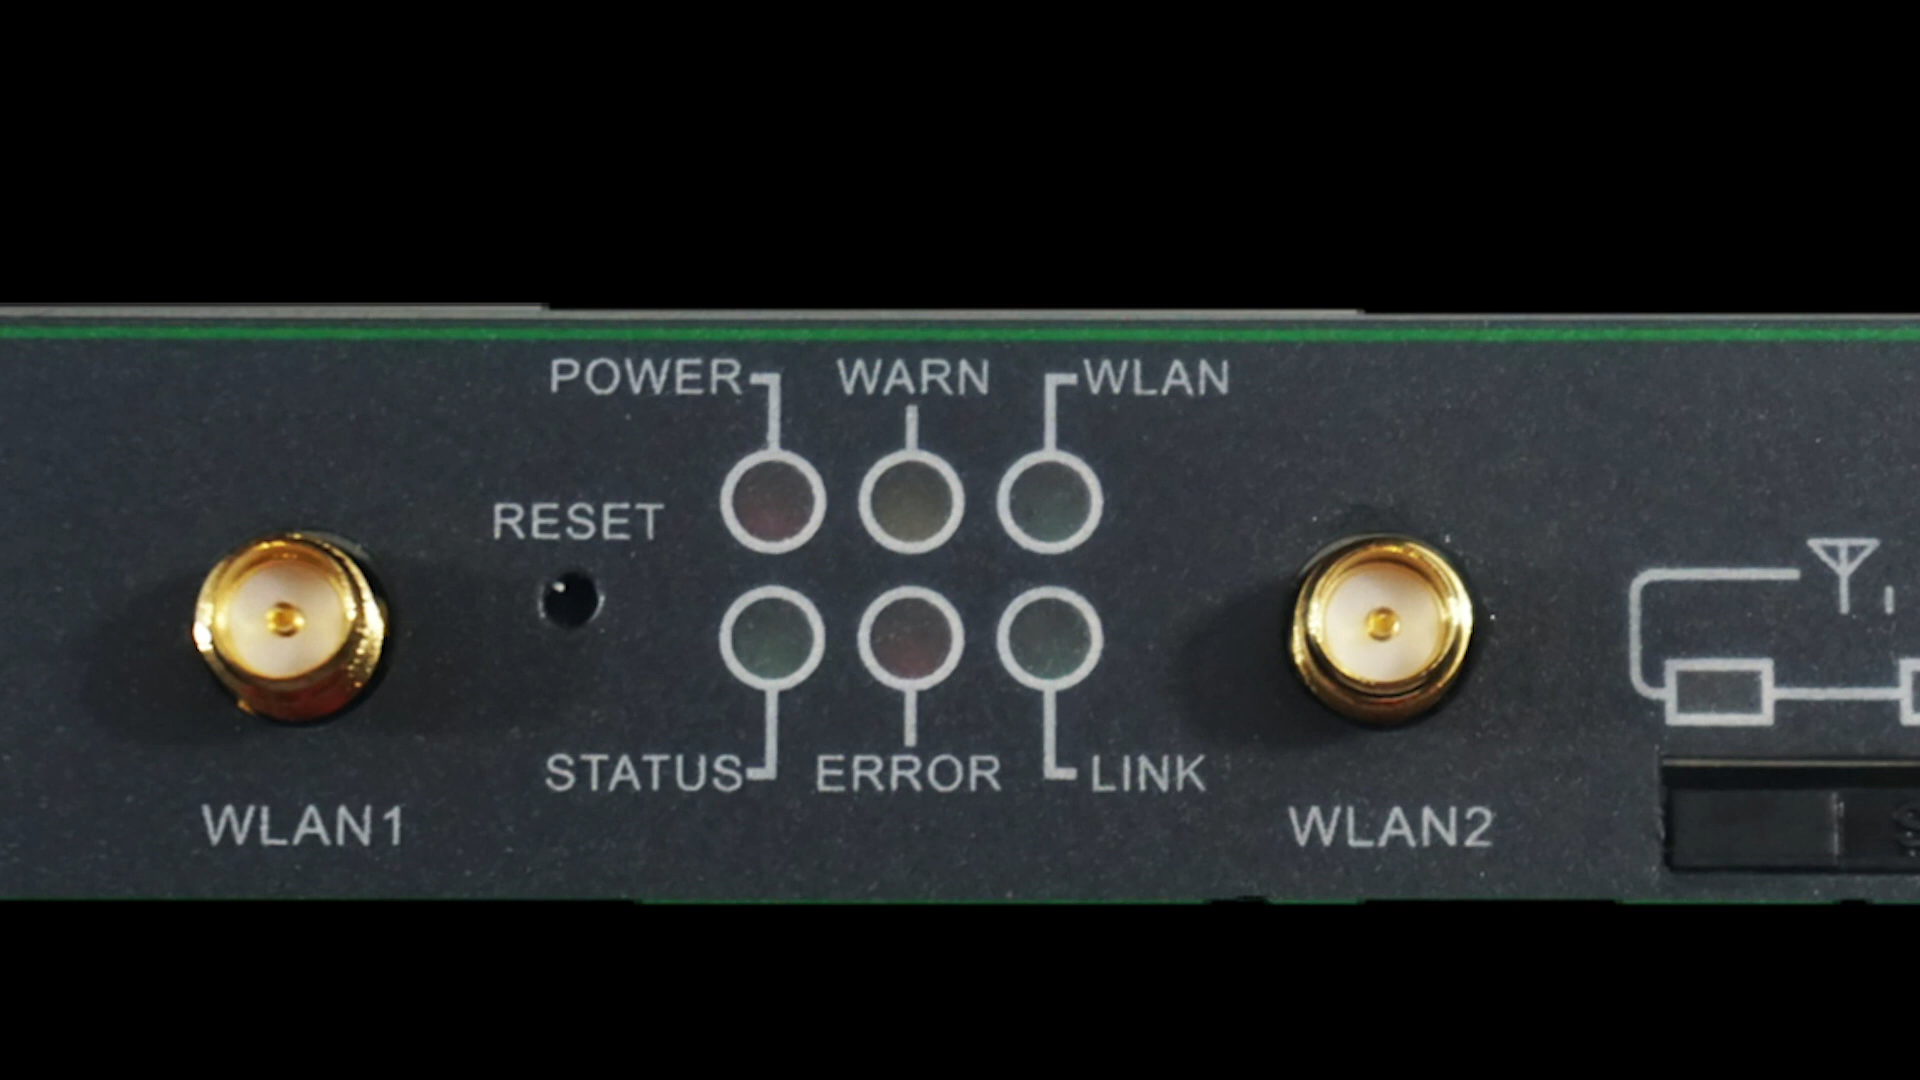 POWER WARN WLAN
RESET
STATUS ERROR LINK
WLAN1
WLAN2